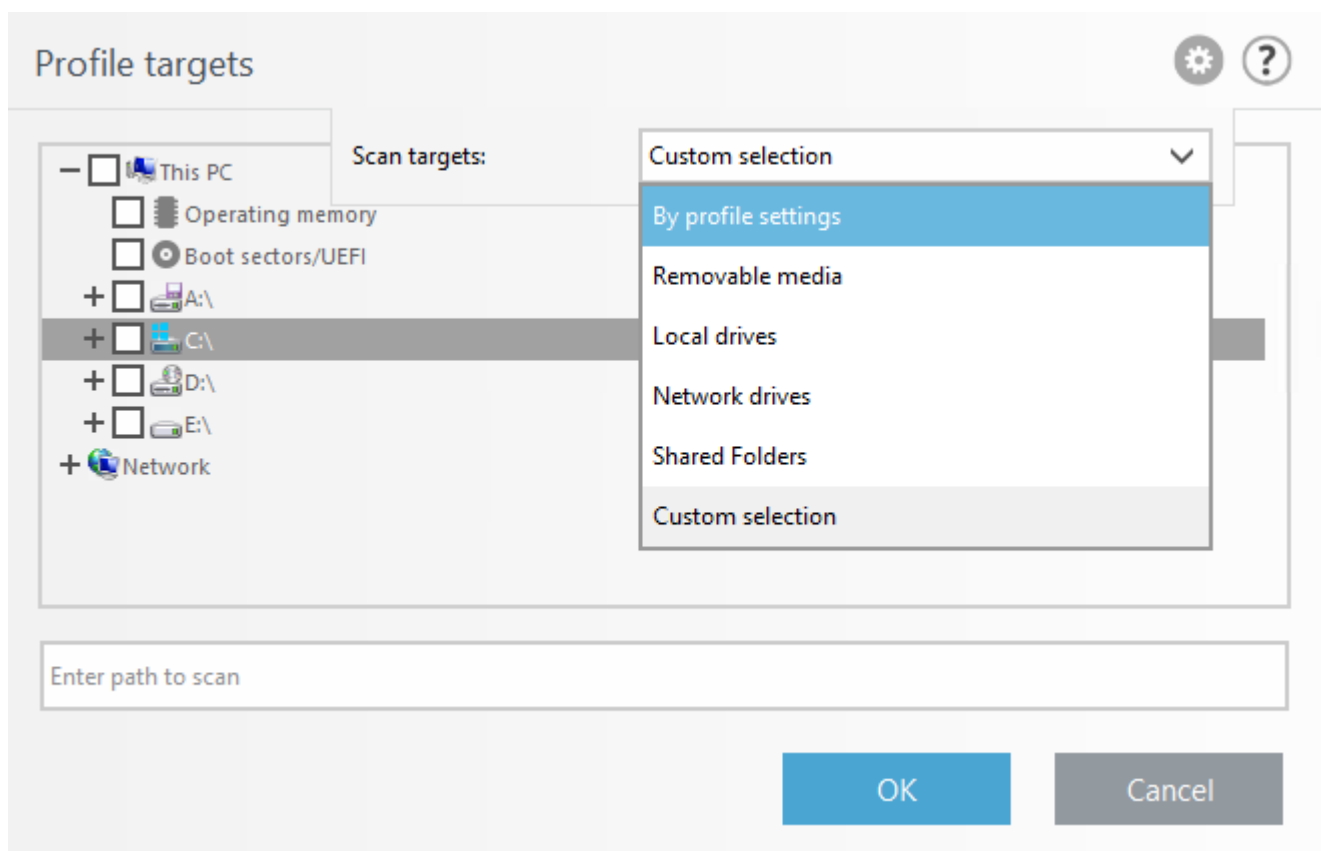 Profile targets
?
Scan targets:
Custom selection
This PC
Operating memory
Boot sectors/UEFI
A:\
C:\
D:\
E:\
Network
By profile settings
Removable media
Local drives
Network drives
Shared Folders
Custom selection
Enter path to scan
OK
Cancel